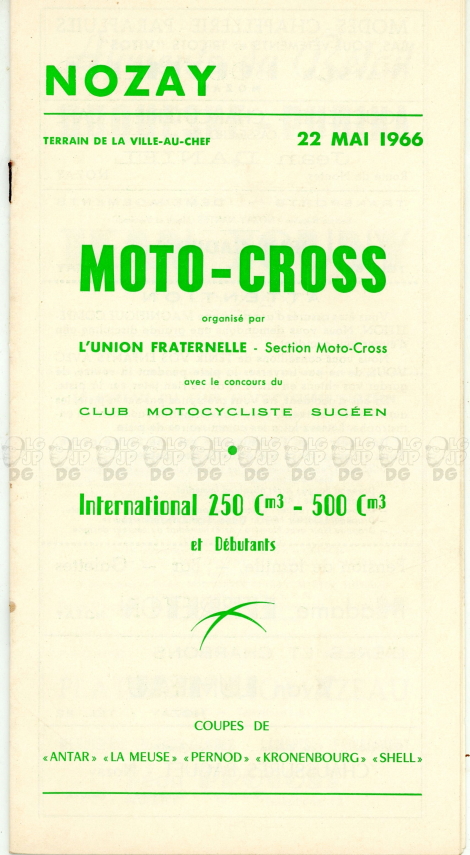 NOZAY
TERRAIN DE LA VILLE-AU-CHEF 22 MAI 1966
MOTO-CROSS
organisé par
L'UNION FRATERNELLE - Section Moto-Cross
avec le concours du
CLUB MOTOCYCLISTE SUCÉEN
International 250 Cm3 - 500 Cm3
et Débutants
COUPES DE
«ANTAR» «LA MEUSE» «PERNOD» «KRONENBOURG» «SHELL»